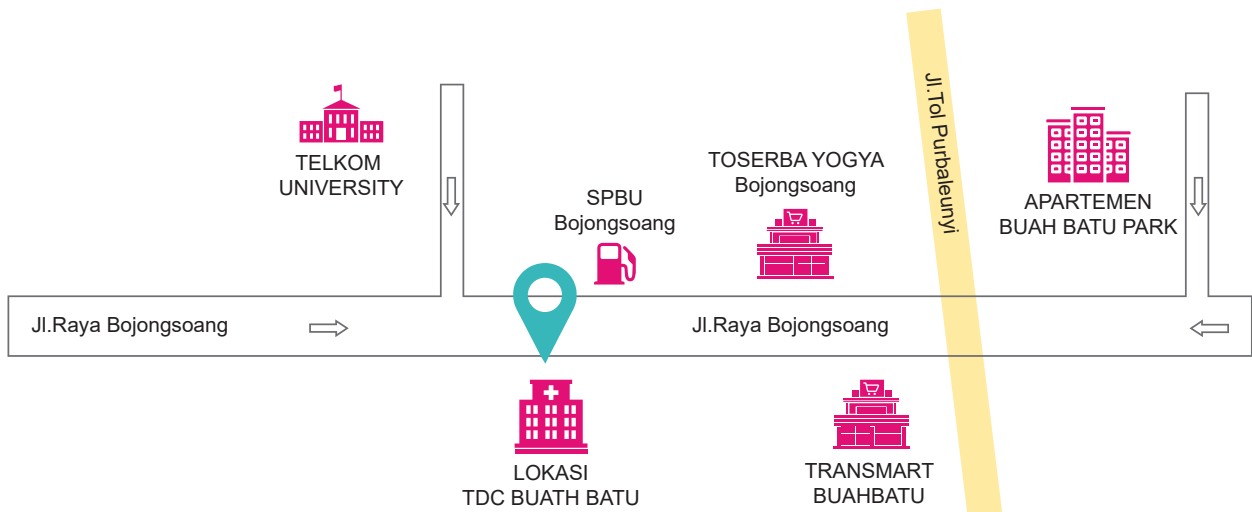 TELKOM
UNIVERSITY
SPBU
Bojongsoang
TOSERBA YOGYA
Bojongsoang
Jl.Tol Purbaleunyi
APARTEMEN
BUAH BATU PARK
Jl.Raya Bojongsoang
Jl.Raya Bojongsoang
LOKASI
TDC BUATH BATU
TRANSMART
BUAHBATU